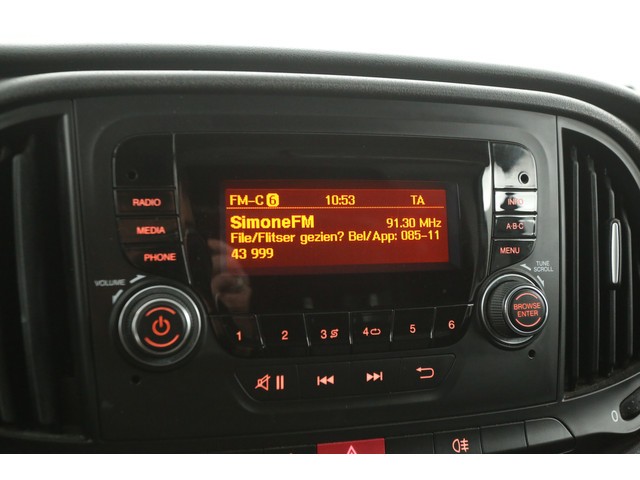 FM-C 6 10:53 TA
SimoneFM 91.30 MHz
File/Flitser gezien? Bel/App: 085-11
43 999
RADIO
MEDIA
PHONE
INFO
A-B-C
MENU
VOLUME
TUNE
SCROLL
BROWSE
ENTER
1 2 3 4 5 6
0